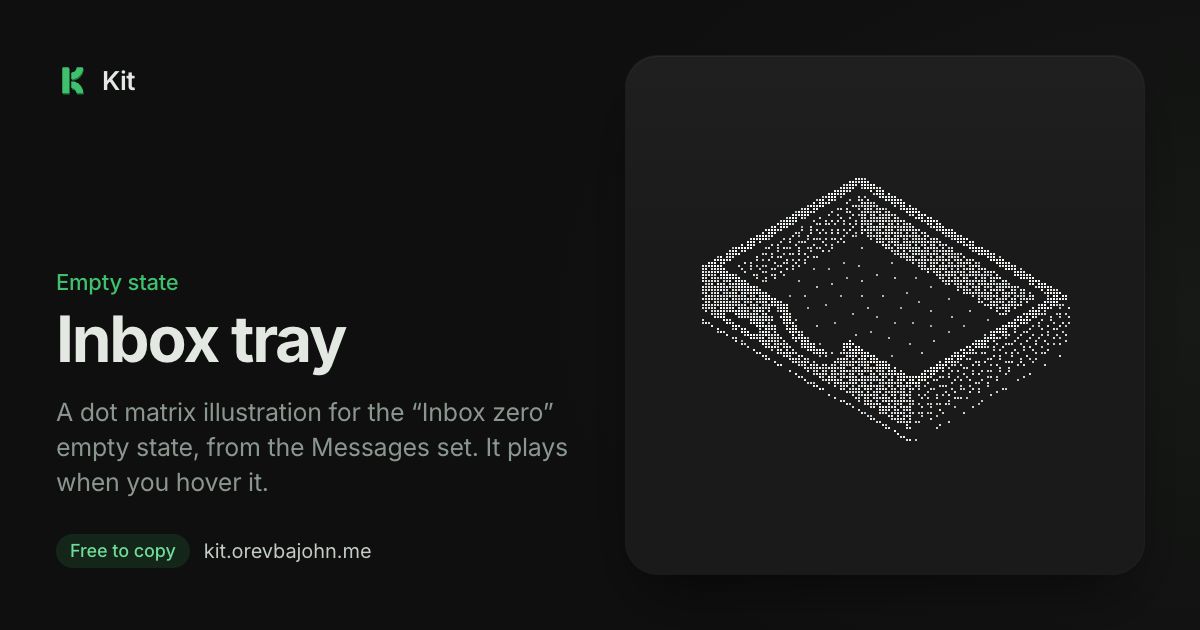 Kit
Empty state
Inbox tray
A dot matrix illustration for the “Inbox zero”
empty state, from the Messages set. It plays
when you hover it.
Free to copy
kit.orevbajohn.me